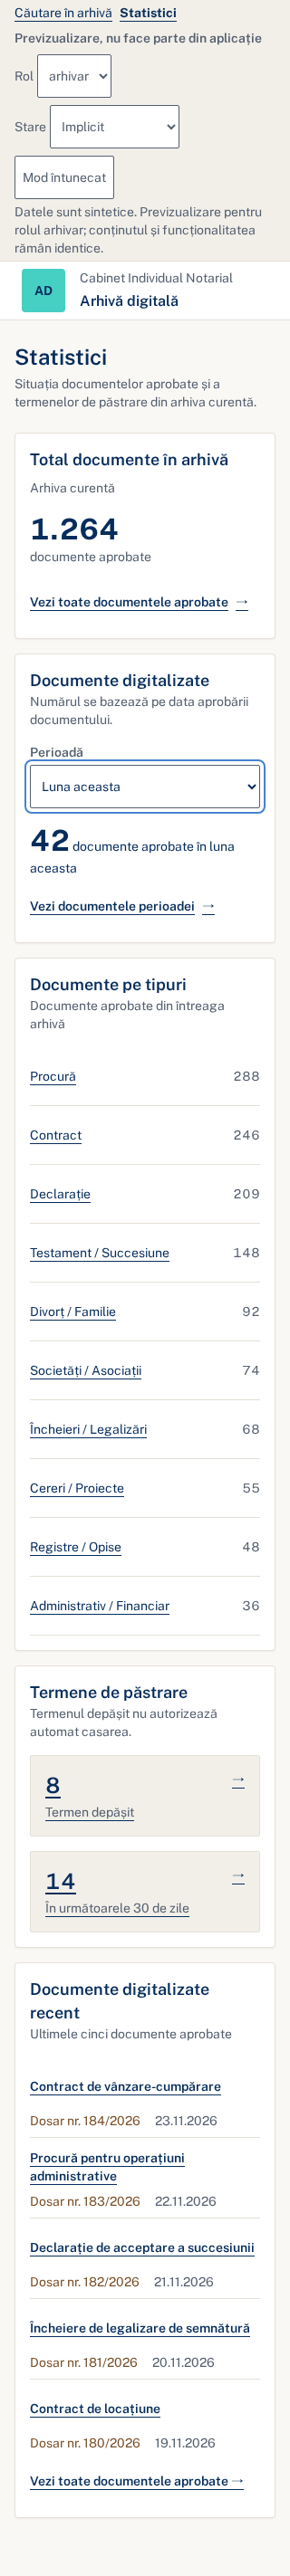 Căutare în arhivă Statistici
Previzualizare, nu face parte din aplicație
Rol arhivar
Stare Implicit
Mod întunecat
Datele sunt sintetice. Previzualizare pentru
rolul arhivar; conținutul și funcționalitatea
rămân identice.
AD
Cabinet Individual Notarial
Arhivă digitală
Statistici
Situația documentelor aprobate și a
termenelor de păstrare din arhiva curentă.
Total documente în arhivă
Arhiva curentă
1.264
documente aprobate
Vezi toate documentele aprobate →
Documente digitalizate
Numărul se bazează pe data aprobării
documentului.
Perioadă
Luna aceasta
42 documente aprobate în luna
aceasta
Vezi documentele perioadei →
Documente pe tipuri
Documente aprobate din întreaga
arhivă
Procură 288
Contract 246
Declarație 209
Testament / Succesiune 148
Divorț / Familie 92
Societăți / Asociații 74
Încheieri / Legalizări 68
Cereri / Proiecte 55
Registre / Opise 48
Administrativ / Financiar 36
Termene de păstrare
Termenul depășit nu autorizează
automat casarea.
8 →
Termen depășit
14 →
În următoarele 30 de zile
Documente digitalizate
recent
Ultimele cinci documente aprobate
Contract de vânzare-cumpărare
Dosar nr. 184/2026 23.11.2026
Procură pentru operațiuni
administrative
Dosar nr. 183/2026 22.11.2026
Declarație de acceptare a succesiunii
Dosar nr. 182/2026 21.11.2026
Încheiere de legalizare de semnătură
Dosar nr. 181/2026 20.11.2026
Contract de locațiune
Dosar nr. 180/2026 19.11.2026
Vezi toate documentele aprobate →